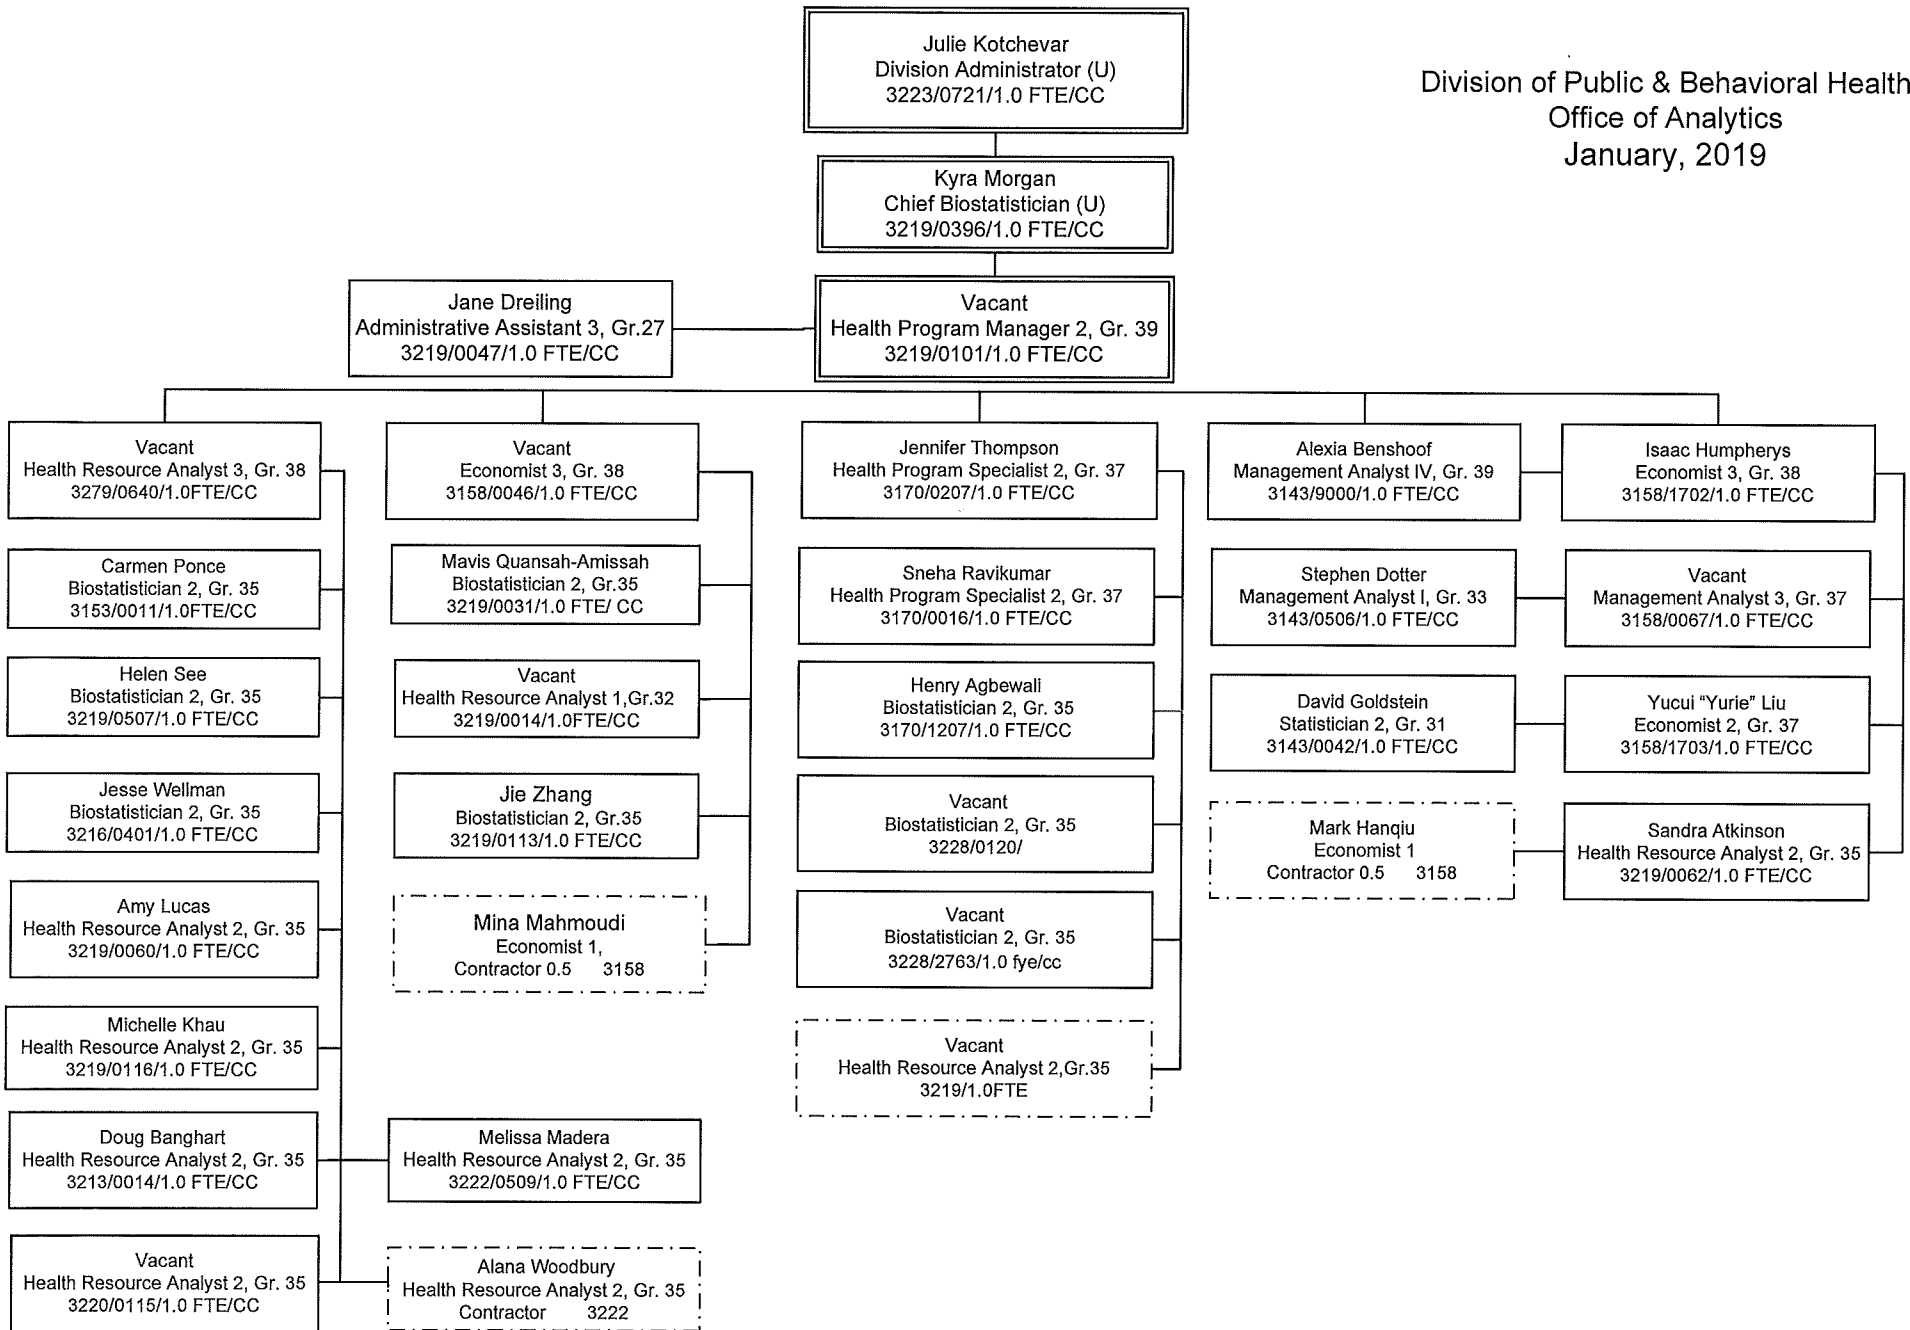 Julie Kotchevar
Division Administrator (U)
3223/0721/1.0 FTE/CC
Division of Public & Behavioral Health
Office of Analytics
January, 2019
Kyra Morgan
Chief Biostatistician (U)
3219/0396/1.0 FTE/CC
Jane Dreiling
Administrative Assistant 3, Gr.27
3219/0047/1.0 FTE/CC
Vacant
Health Program Manager 2, Gr. 39
3219/0101/1.0 FTE/CC
Vacant
Health Resource Analyst 3, Gr. 38
3279/0640/1.0FTE/CC
Carmen Ponce
Biostatistician 2, Gr. 35
3153/0011/1.0FTE/CC
Helen See
Biostatistician 2, Gr. 35
3219/0507/1.0 FTE/CC
Jesse Wellman
Biostatistician 2, Gr. 35
3216/0401/1.0 FTE/CC
Amy Lucas
Health Resource Analyst 2, Gr. 35
3219/0060/1.0 FTE/CC
Michelle Khau
Health Resource Analyst 2, Gr. 35
3219/0116/1.0 FTE/CC
Doug Banghart
Health Resource Analyst 2, Gr. 35
3213/0014/1.0 FTE/CC
Vacant
Health Resource Analyst 2, Gr. 35
3220/0115/1.0 FTE/CC
Vacant
Economist 3, Gr. 38
3158/0046/1.0 FTE/CC
Mavis Quansah-Amissah
Biostatistician 2, Gr.35
3219/0031/1.0 FTE/ CC
Vacant
Health Resource Analyst 1,Gr.32
3219/0014/1.0FTE/CC
Jie Zhang
Biostatistician 2, Gr.35
3219/0113/1.0 FTE/CC
Mina Mahmoudi
Economist 1,
Contractor 0.5 3158
Melissa Madera
Health Resource Analyst 2, Gr. 35
3222/0509/1.0 FTE/CC
Alana Woodbury
Health Resource Analyst 2, Gr. 35
Contractor 3222
Jennifer Thompson
Health Program Specialist 2, Gr. 37
3170/0207/1.0 FTE/CC
Sneha Ravikumar
Health Program Specialist 2, Gr. 37
3170/0016/1.0 FTE/CC
Henry Agbewali
Biostatistician 2, Gr. 35
3170/1207/1.0 FTE/CC
Vacant
Biostatistician 2, Gr. 35
3228/0120/
Vacant
Biostatistician 2, Gr. 35
3228/2763/1.0 fye/cc
Vacant
Health Resource Analyst 2,Gr.35
3219/1.0FTE
Alexia Benshoof
Management Analyst IV, Gr. 39
3143/9000/1.0 FTE/CC
Stephen Dotter
Management Analyst I, Gr. 33
3143/0506/1.0 FTE/CC
David Goldstein
Statistician 2, Gr. 31
3143/0042/1.0 FTE/CC
Mark Hanqiu
Economist 1
Contractor 0.5 3158
Isaac Humpherys
Economist 3, Gr. 38
3158/1702/1.0 FTE/CC
Vacant
Management Analyst 3, Gr. 37
3158/0067/1.0 FTE/CC
Yucui “Yurie” Liu
Economist 2, Gr. 37
3158/1703/1.0 FTE/CC
Sandra Atkinson
Health Resource Analyst 2, Gr. 35
3219/0062/1.0 FTE/CC